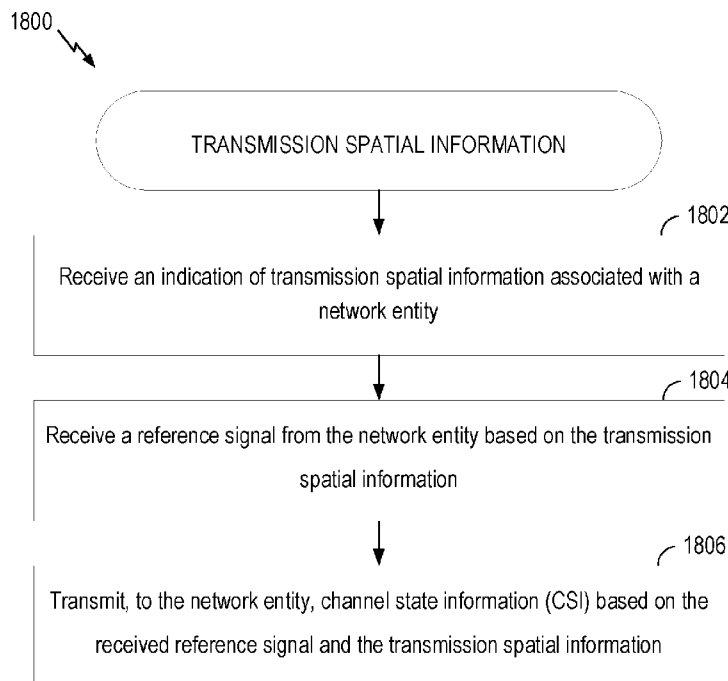 1800
TRANSMISSION SPATIAL INFORMATION
1802
Receive an indication of transmission spatial information associated with a
network entity
1804
Receive a reference signal from the network entity based on the transmission
spatial information
1806
Transmit, to the network entity, channel state information (CSI) based on the
received reference signal and the transmission spatial information